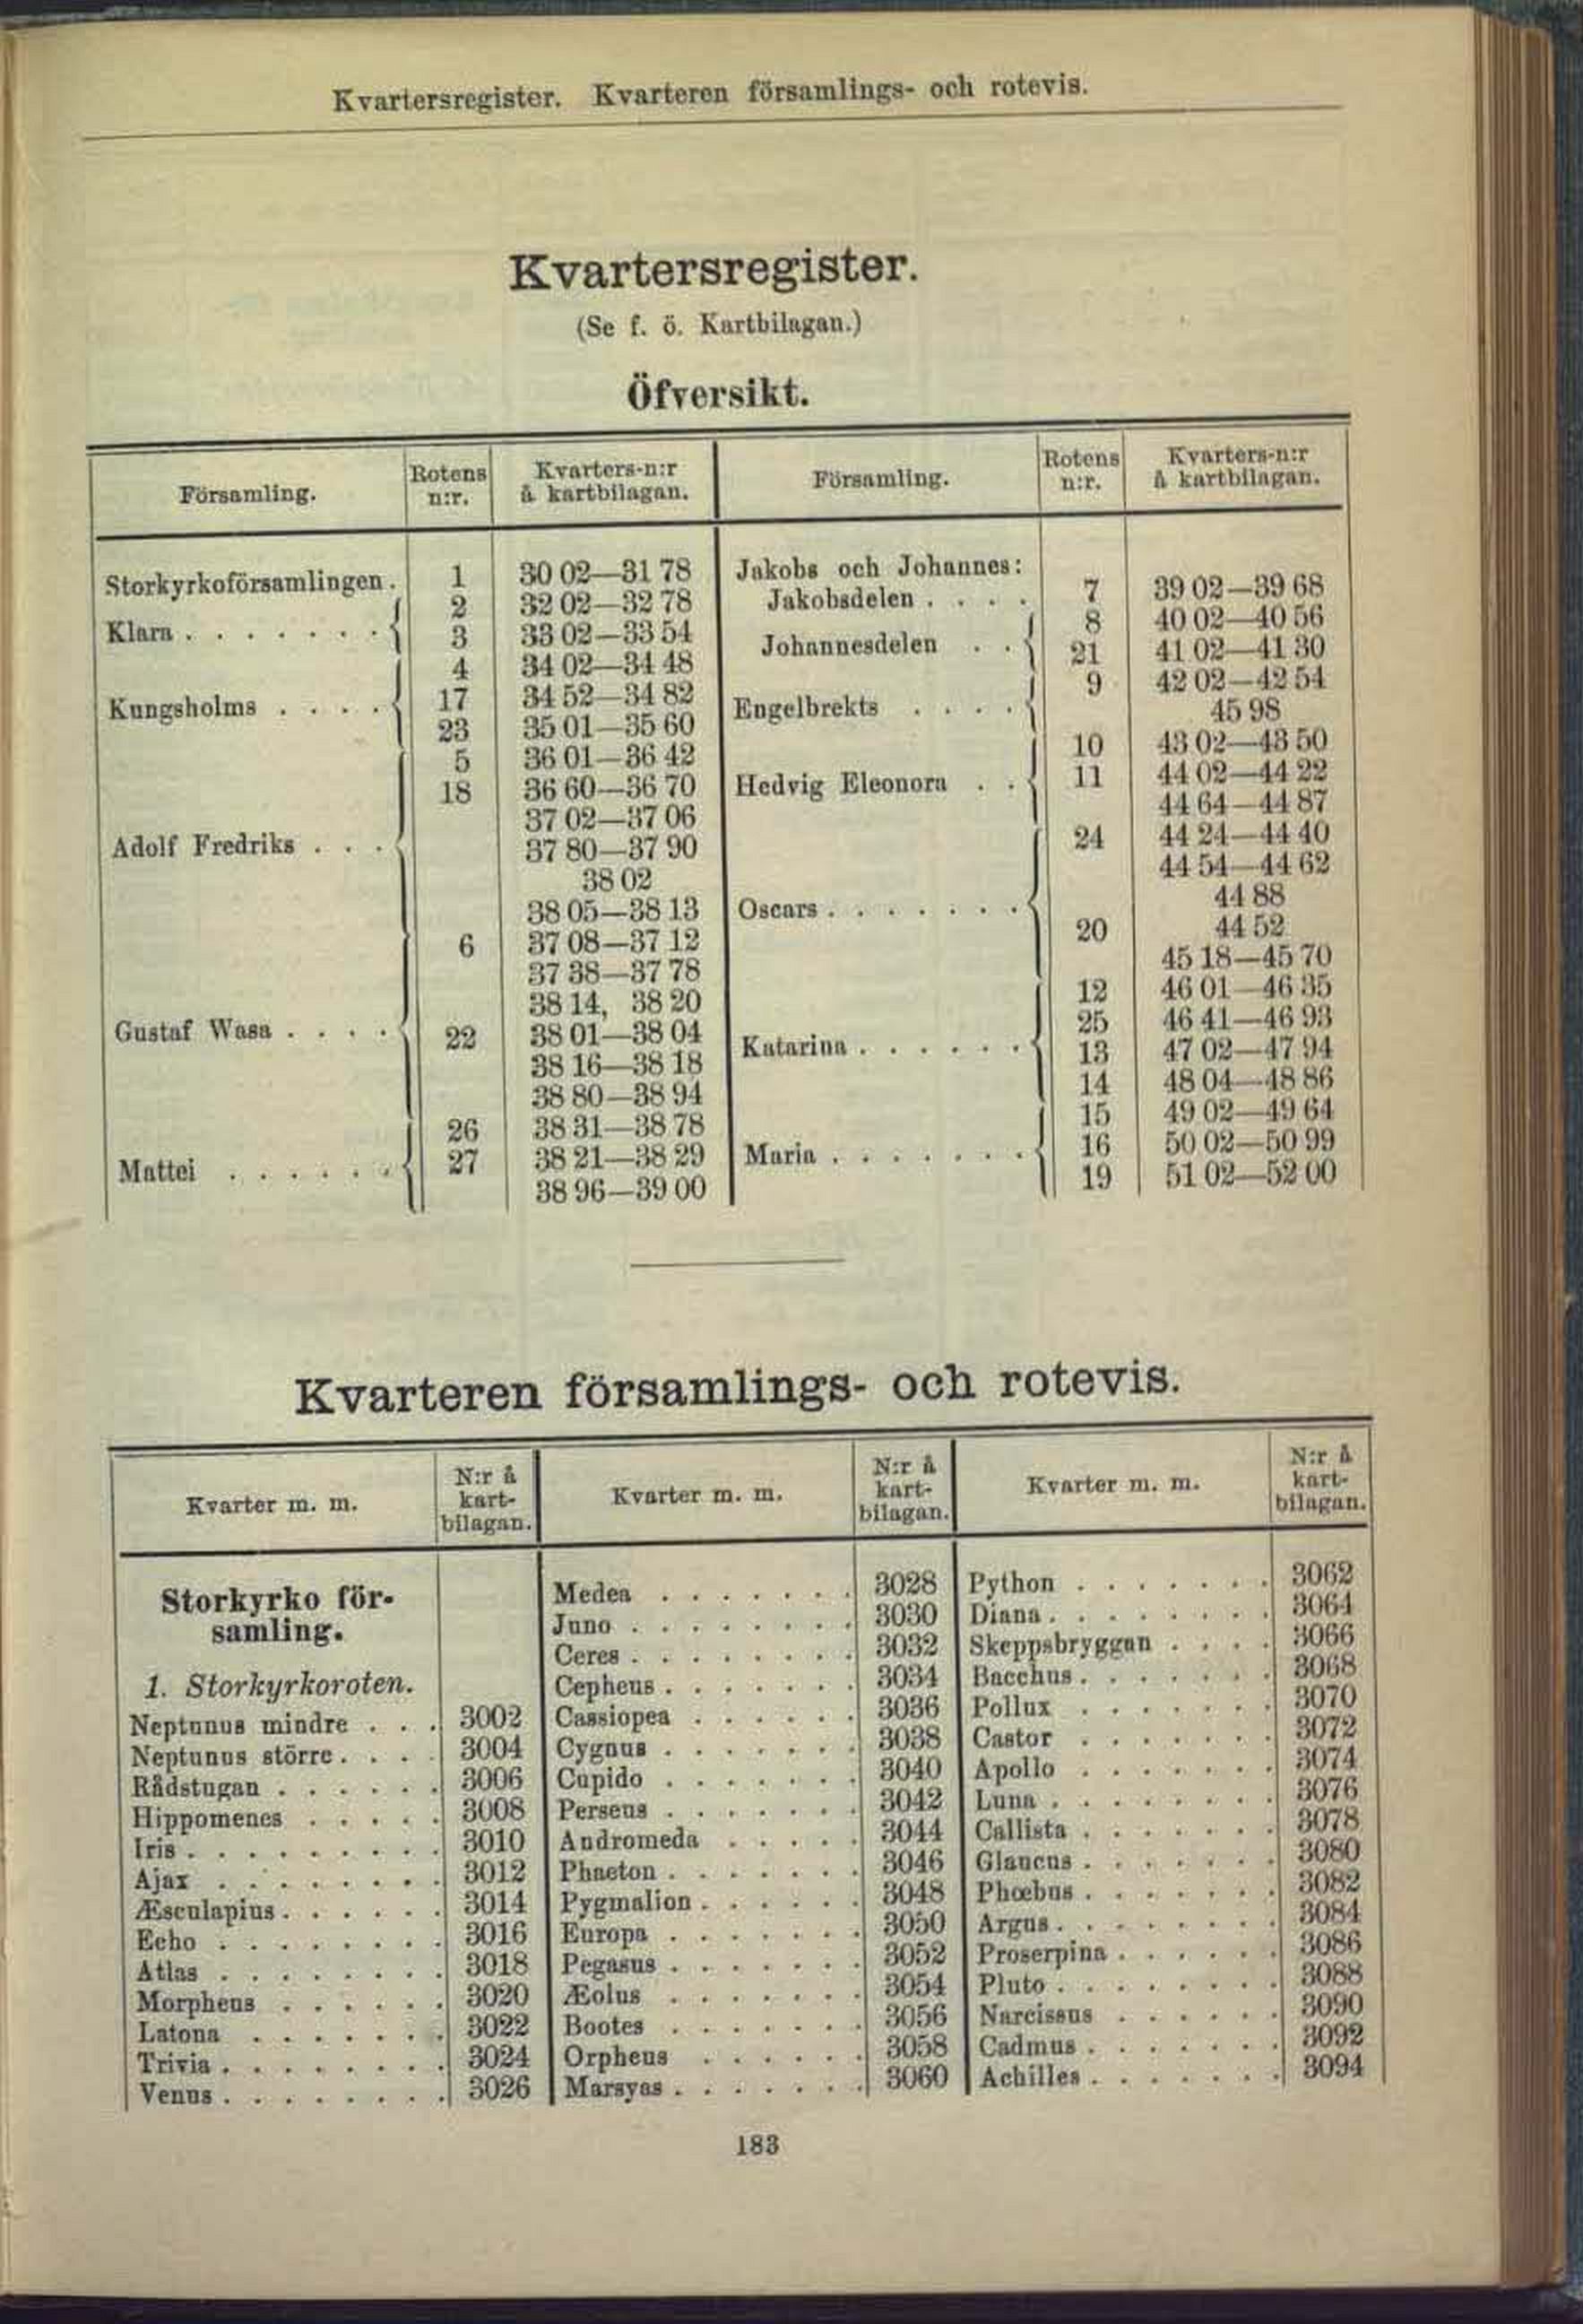 Kvartersregister. Kvarteren församlings- och rotevis.
Kvartersregister.
(Se f. ö. Kartbilagan.)
Öfversikt.
Församling. Rotens n:r. Kvarters-n:r å kartbilagan.
Storkyrkoförsamlingen. 1 30 02—31 78
Klara . . . . . . . 2 32 02—32 78
3 33 02—33 54
Kungsholms . . . . 4 34 02—34 48
17 34 52—34 82
23 35 01—35 60
Adolf Fredriks . . . 5 36 01—36 42
18 36 60—36 70
37 02—37 06
37 80—37 90
38 02
38 05—38 13
Gustaf Wasa . . . . 6 37 08—37 12
37 38—37 78
38 14, 38 20
22 38 01—38 04
38 16—38 18
38 80—38 94
Mattei . . . . . . 26 38 31—38 78
27 38 21—38 29
38 96—39 00
Församling. Rotens n:r. Kvarters-n:r å kartbilagan.
Jakobs och Johannes:
Jakobsdelen . . . . 7 39 02—39 68
Johannesdelen . . 8 40 02—40 56
21 41 02—41 30
Engelbrekts . . . . 9 42 02—42 54
45 98
Hedvig Eleonora . . 10 43 02—43 50
11 44 02—44 22
44 64—44 87
Oscars . . . . . . . 24 44 24—44 40
44 54—44 62
44 88
20 44 52
45 18—45 70
Katarina . . . . . . 12 46 01—46 35
25 46 41—46 93
13 47 02—47 94
14 48 04—48 86
Maria . . . . . . . 15 49 02—49 64
16 50 02—50 99
19 51 02—52 00
Kvarteren församlings- och rotevis.
Kvarter m. m. N:r å kart-
bilagan.
Storkyrko för-
samling.
1. Storkyrkoroten.
Neptunus mindre . . . 3002
Neptunus större . . . . 3004
Rådstugan . . . . . . 3006
Hippomenes . . . . . 3008
Iris . . . . . . . . . 3010
Ajax . . . . . . . . 3012
Æsculapius . . . . . . 3014
Echo . . . . . . . . 3016
Atlas . . . . . . . . 3018
Morpheus . . . . . . 3020
Latona . . . . . . . 3022
Trivia . . . . . . . . 3024
Venus . . . . . . . . 3026
Kvarter m. m. N:r å kart-
bilagan.
Medea . . . . . . . 3028
Juno . . . . . . . . 3030
Ceres . . . . . . . . 3032
Cepheus . . . . . . . 3034
Cassiopea . . . . . . 3036
Cygnus . . . . . . . 3038
Cupido . . . . . . . 3040
Perseus . . . . . . . 3042
Andromeda . . . . . 3044
Phaeton . . . . . . . 3046
Pygmalion . . . . . . 3048
Europa . . . . . . . 3050
Pegasus . . . . . . . 3052
Æolus . . . . . . . 3054
Bootes . . . . . . . 3056
Orpheus . . . . . . 3058
Marsyas . . . . . . . 3060
Kvarter m. m. N:r å kart-
bilagan.
Python . . . . . . . 3062
Diana . . . . . . . . 3064
Skeppsbryggan . . . . 3066
Bacchus . . . . . . . 3068
Pollux . . . . . . . 3070
Castor . . . . . . . 3072
Apollo . . . . . . . 3074
Luna . . . . . . . . 3076
Callista . . . . . . . 3078
Glaucus . . . . . . . 3080
Phœbus . . . . . . . 3082
Argus . . . . . . . . 3084
Proserpina . . . . . . 3086
Pluto . . . . . . . . 3088
Narcissus . . . . . . 3090
Cadmus . . . . . . . 3092
Achilles . . . . . . . 3094
183